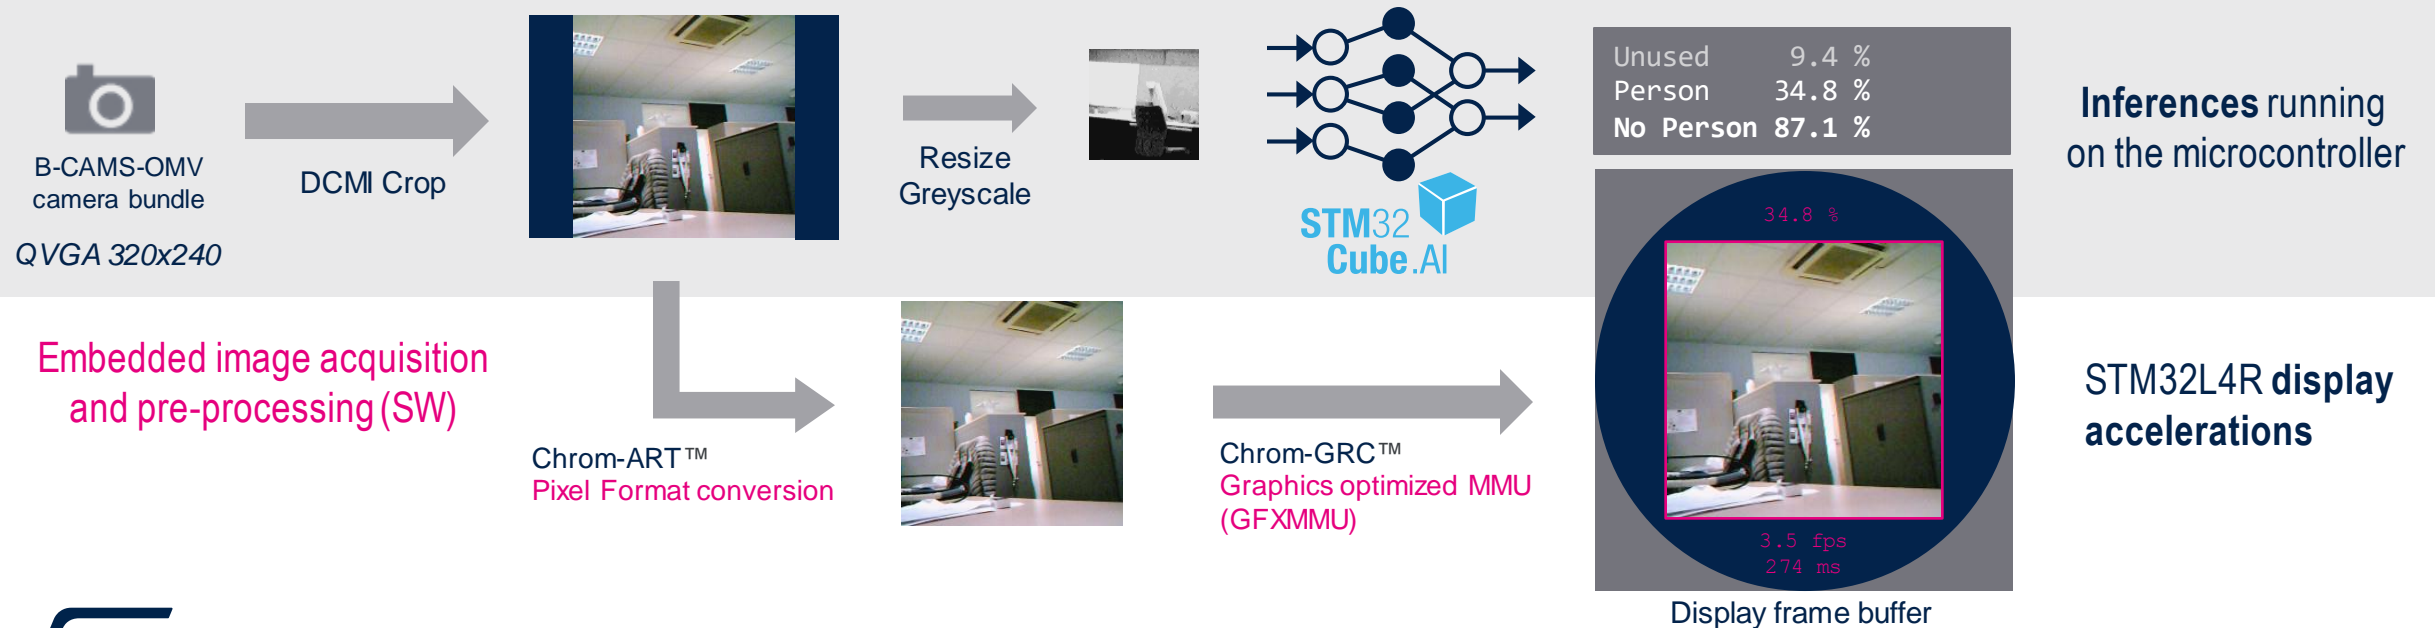 B-CAMS-OMV
camera bundle
QVGA 320x240
DCMI Crop
Resize
Greyscale
STM32
Cube.AI
Unused 9.4 %
Person 34.8 %
No Person 87.1 %
Inferences running
on the microcontroller
Embedded image acquisition
and pre-processing (SW)
Chrom-ART™
Pixel Format conversion
Chrom-GRC™
Graphics optimized MMU
(GFXMMU)
34.8 %
3.5 fps
274 ms
Display frame buffer
STM32L4R display
accelerations